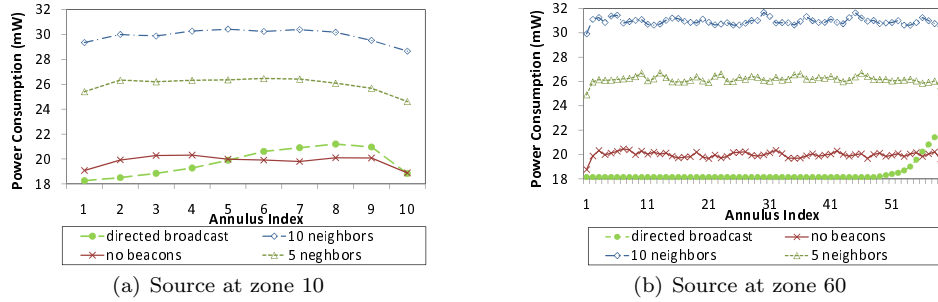 Power Consumption (mW)
32
30
28
26
24
22
20
18
1 2 3 4 5 6 7 8 9 10
Annulus Index
directed broadcast
10 neighbors
no beacons
5 neghbors
(a) Source at zone 10
Power Consumption (mW)
32
30
28
26
24
22
20
18
1 11 21 31 41 51
Annulus Index
directed broadcast
no beacons
10 neighbors
5 neighbors
(b) Source at zone 60